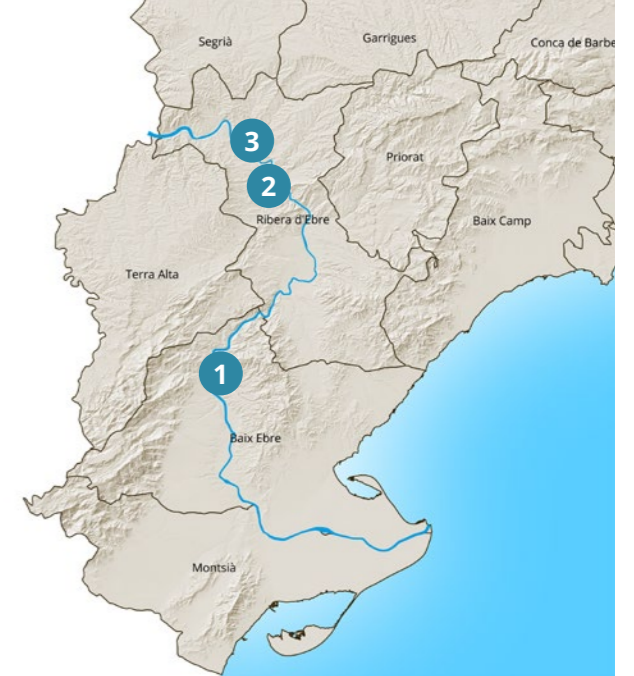 Segrià
Garrigues
Conca de Barbe
3
Priorat
2
Ribera d'Ebre
Baix Camp
Terra Alta
1
Baix Ebre
Montsià